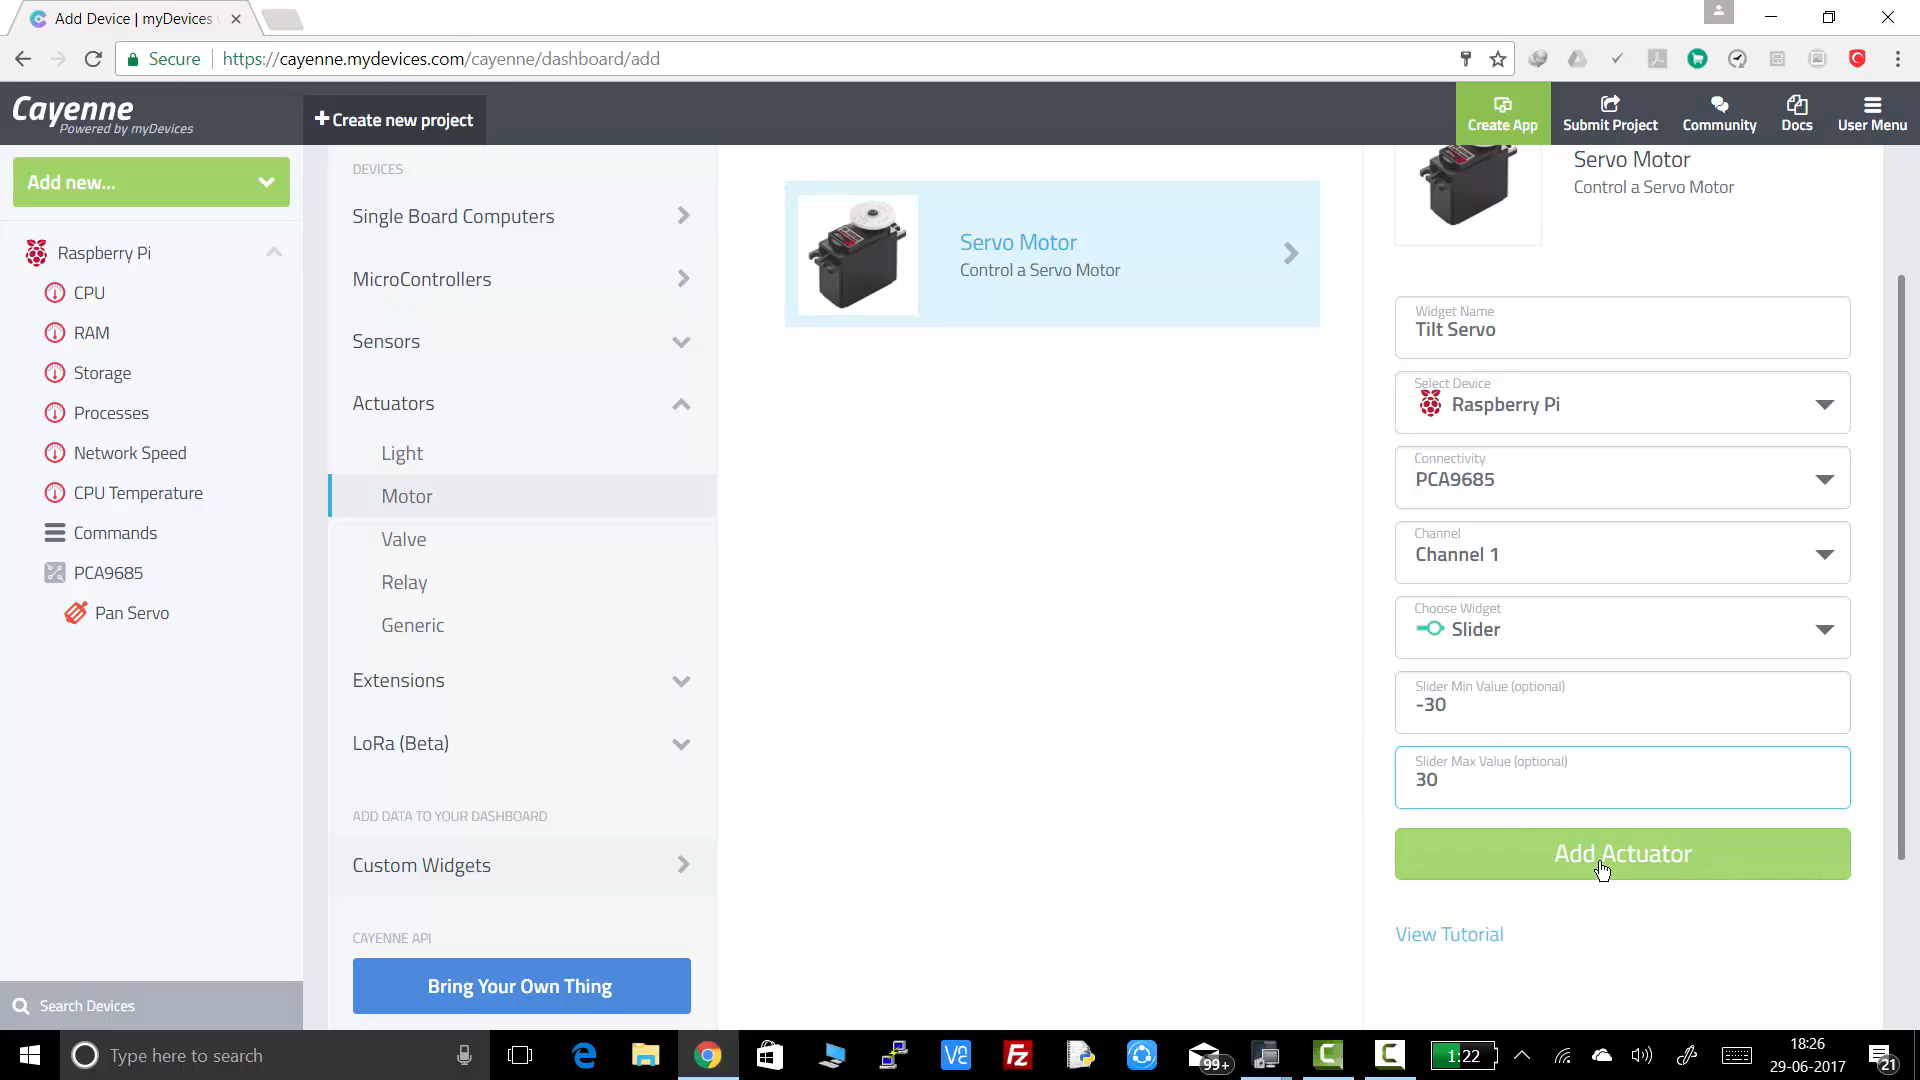 Add Device | myDevices
Secure
https://cayenne.mydevices.com/cayenne/dashboard/add
Cayenne
Powered by myDevices
+ Create new project
Create App
Submit Project
Community
Docs
User Menu
Add new...
Raspberry Pi
CPU
RAM
Storage
Processes
Network Speed
CPU Temperature
Commands
PCA9685
Pan Servo
Search Devices
DEVICES
Single Board Computers
MicroControllers
Sensors
Actuators
Light
Motor
Valve
Relay
Generic
Extensions
LoRa (Beta)
ADD DATA TO YOUR DASHBOARD
Custom Widgets
CAYENNE API
Bring Your Own Thing
Servo Motor
Control a Servo Motor
Servo Motor
Control a Servo Motor
Widget Name
Tilt Servo
Select Device
Raspberry Pi
Connectivity
PCA9685
Channel
Channel 1
Choose Widget
Slider
Slider Min Value (optional)
-30
Slider Max Value (optional)
30
Add Actuator
View Tutorial
Type here to search
99+
1:22
18:26
29-06-2017
21